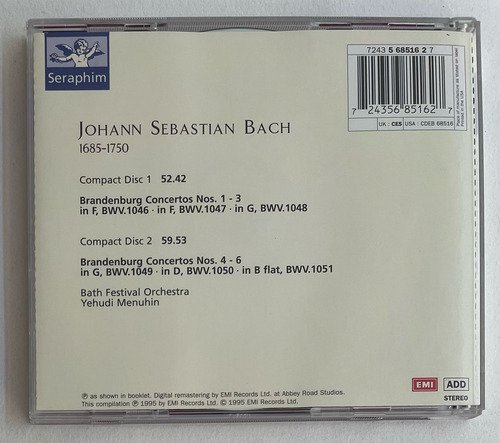 Seraphim
7243 5 68516 2 7
7 24356 85162 7
UK: CES USA: CDEB 68516
Printed in the USA
JOHANN SEBASTIAN BACH
1685-1750
Compact Disc 1 52.42
Brandenburg Concertos Nos. 1 - 3
in F, BWV.1046 · in F, BWV.1047 · in G, BWV.1048
Compact Disc 2 59.53
Brandenburg Concertos Nos. 4 - 6
in G, BWV.1049 · in D, BWV.1050 · in B flat, BWV.1051
Bath Festival Orchestra
Yehudi Menuhin
℗ as shown in booklet. Digital remastering by EMI Records Ltd. at Abbey Road Studios.
This compilation ℗ 1995 by EMI Records Ltd. © 1995 EMI Records Ltd.
EMI
ADD
STEREO